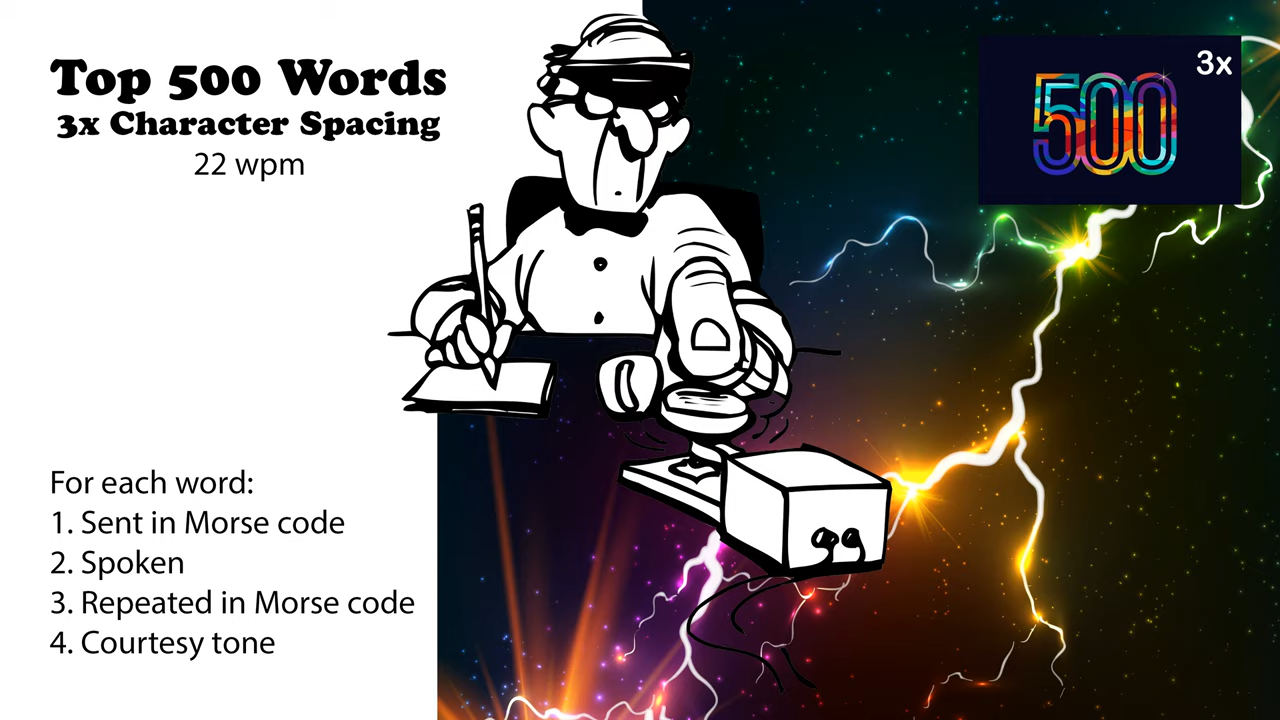 Top 500 Words
3x Character Spacing
22 wpm
3x
500
For each word:
1. Sent in Morse code
2. Spoken
3. Repeated in Morse code
4. Courtesy tone